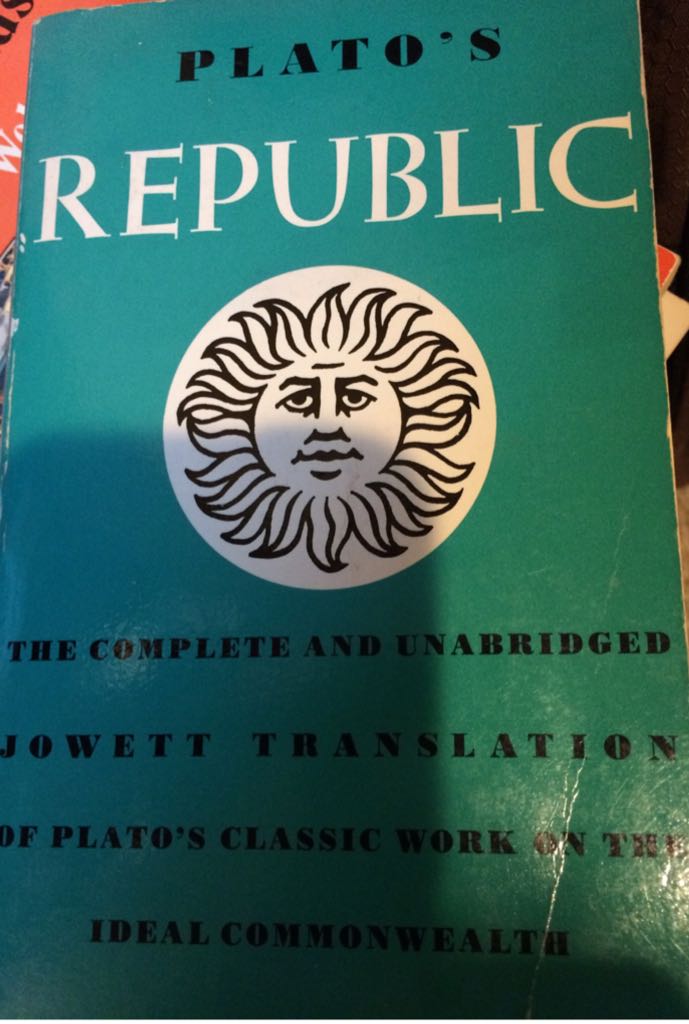 PLATO'S
REPUBLIC
THE COMPLETE AND UNABRIDGED
JOWETT TRANSLATION
OF PLATO'S CLASSIC WORK ON THE
IDEAL COMMONWEALTH